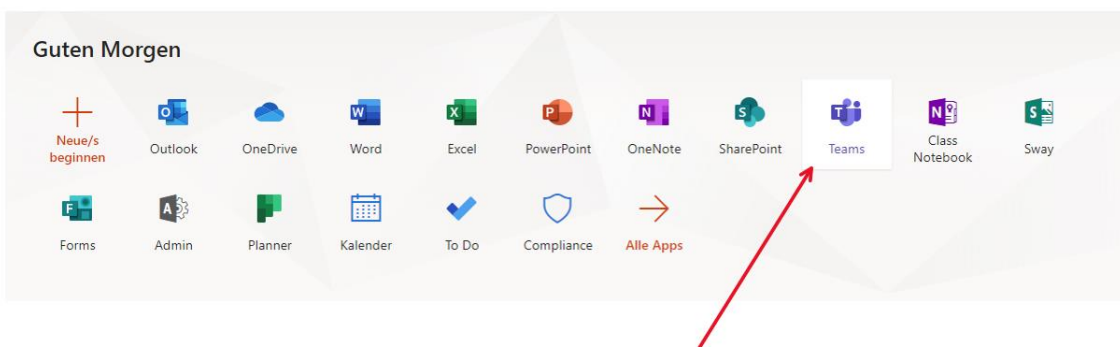 Guten Morgen
Neue/s
beginnen
Outlook
OneDrive
Word
Excel
PowerPoint
OneNote
SharePoint
Teams
Class
Notebook
Sway
Forms
Admin
Planner
Kalender
To Do
Compliance
Alle Apps